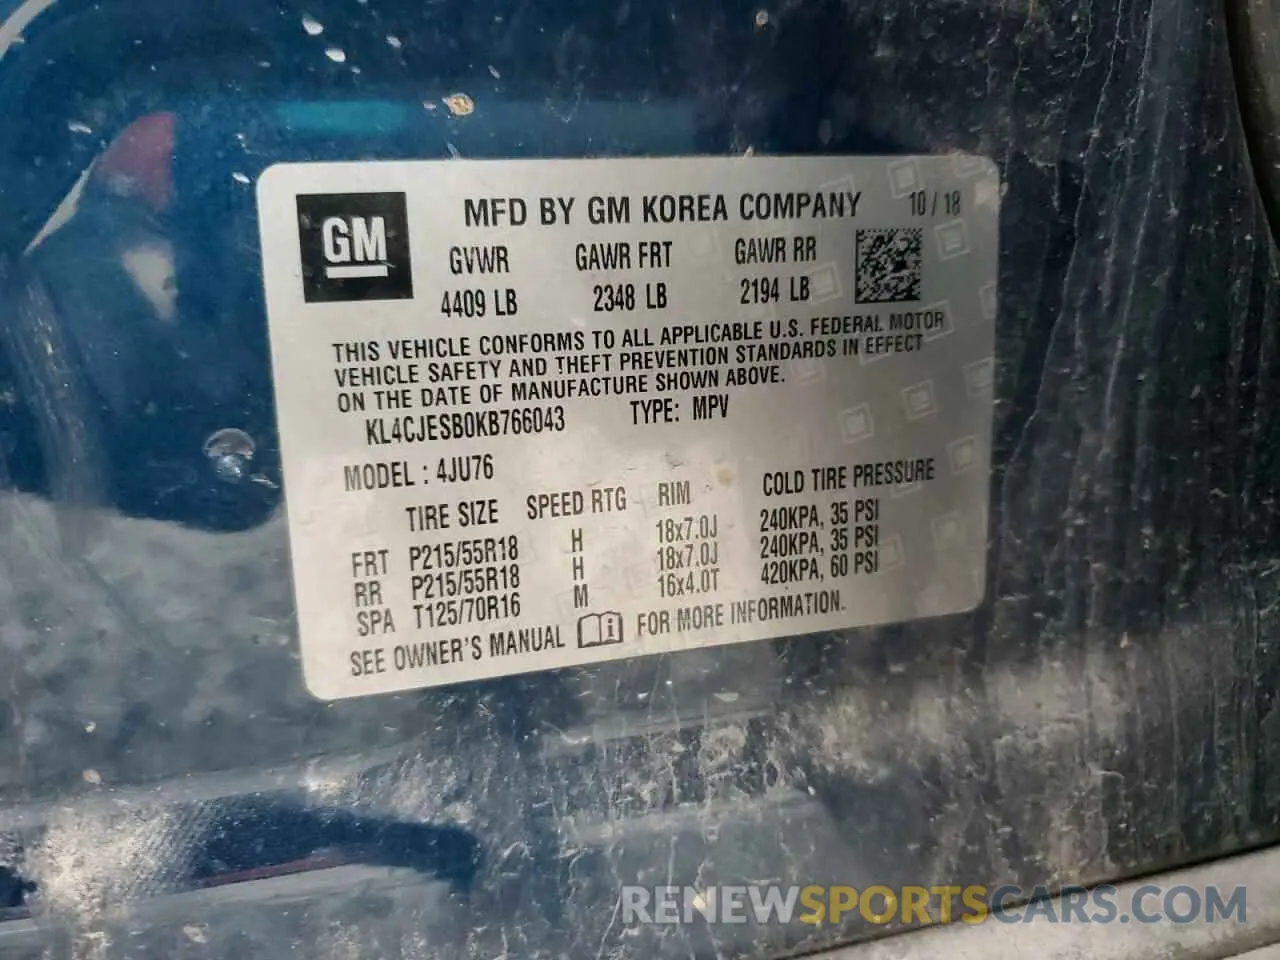 GM
MFD BY GM KOREA COMPANY 10 / 18
GVWR GAWR FRT GAWR RR
4409 LB 2348 LB 2194 LB
THIS VEHICLE CONFORMS TO ALL APPLICABLE U.S. FEDERAL MOTOR
VEHICLE SAFETY AND THEFT PREVENTION STANDARDS IN EFFECT
ON THE DATE OF MANUFACTURE SHOWN ABOVE.
KL4CJESB0KB766043 TYPE: MPV
MODEL : 4JU76
TIRE SIZE SPEED RTG RIM COLD TIRE PRESSURE
FRT P215/55R18 H 18x7.0J 240KPA, 35 PSI
RR P215/55R18 H 18x7.0J 240KPA, 35 PSI
SPA T125/70R16 M 16x4.0T 420KPA, 60 PSI
SEE OWNER'S MANUAL i FOR MORE INFORMATION.
RENEWSPORTSCARS.COM